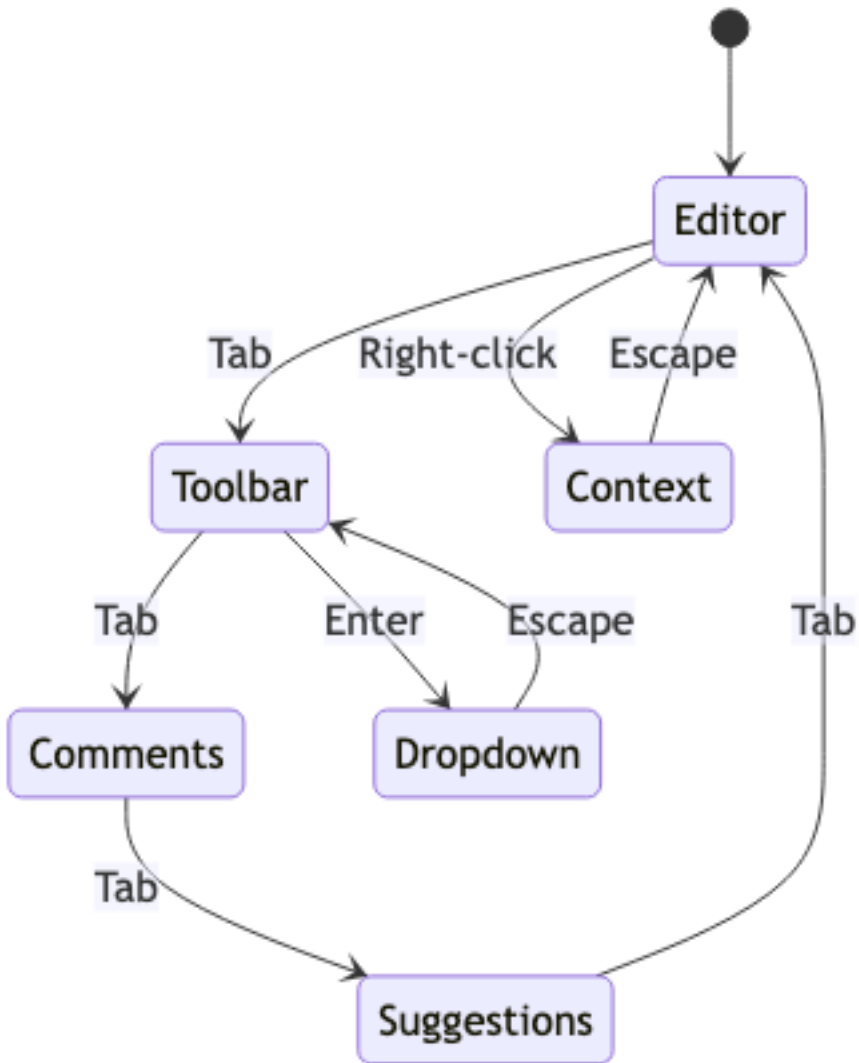 Editor
Tab
Right-click
Escape
Toolbar
Context
Tab
Enter
Escape
Tab
Comments
Dropdown
Tab
Suggestions